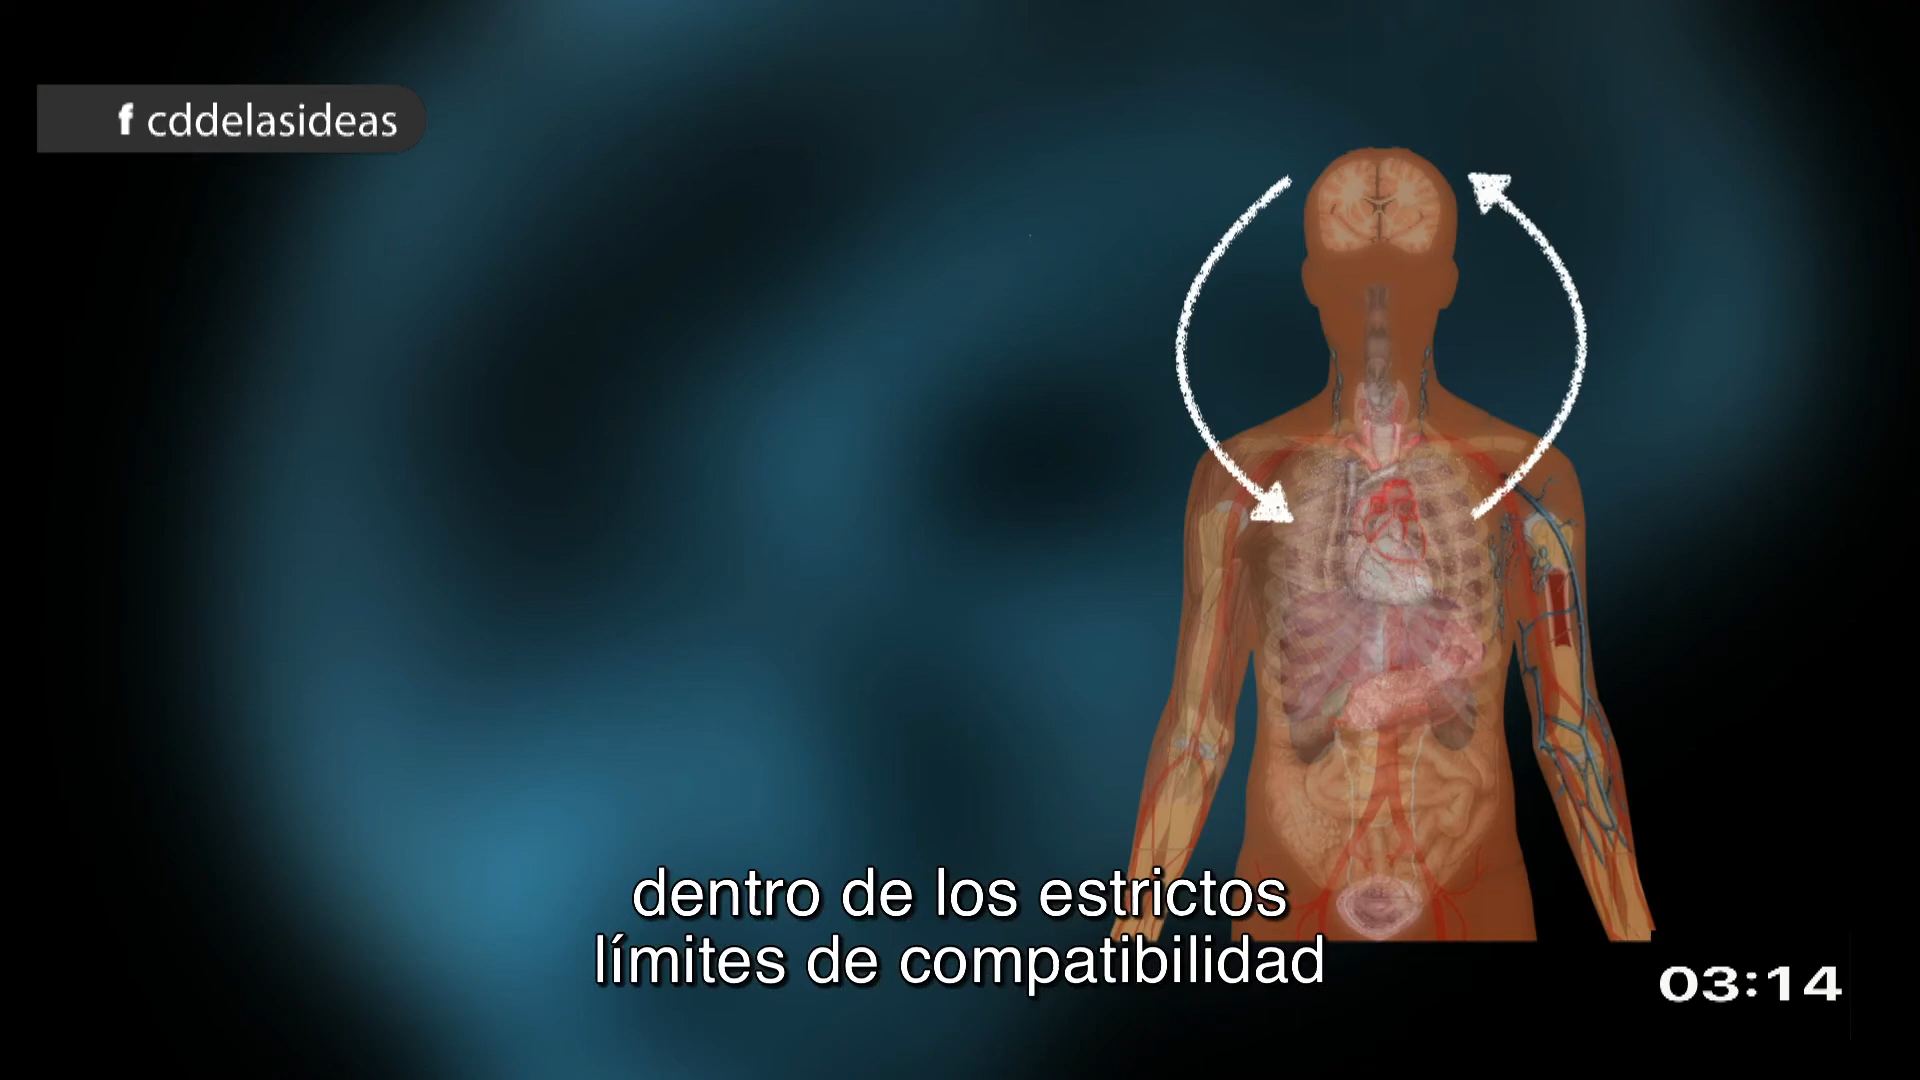 f cddelasideas
dentro de los estrictos
límites de compatibilidad
03:14